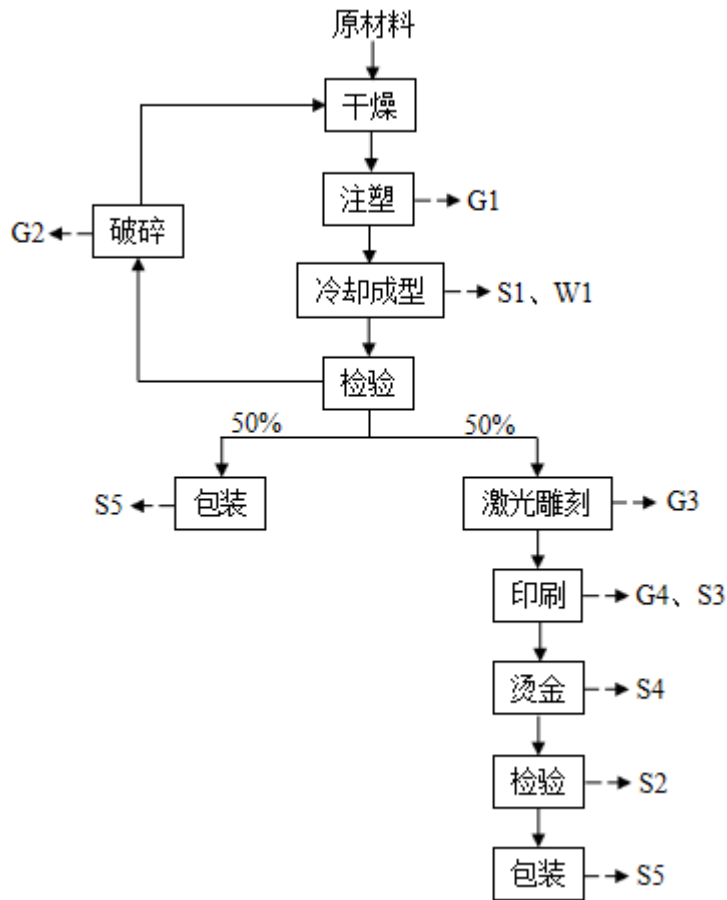 原材料
干燥
注塑
G1
G2
破碎
冷却成型
S1、W1
检验
50%
50%
S5
包装
激光雕刻
G3
印刷
G4、S3
烫金
S4
检验
S2
包装
S5